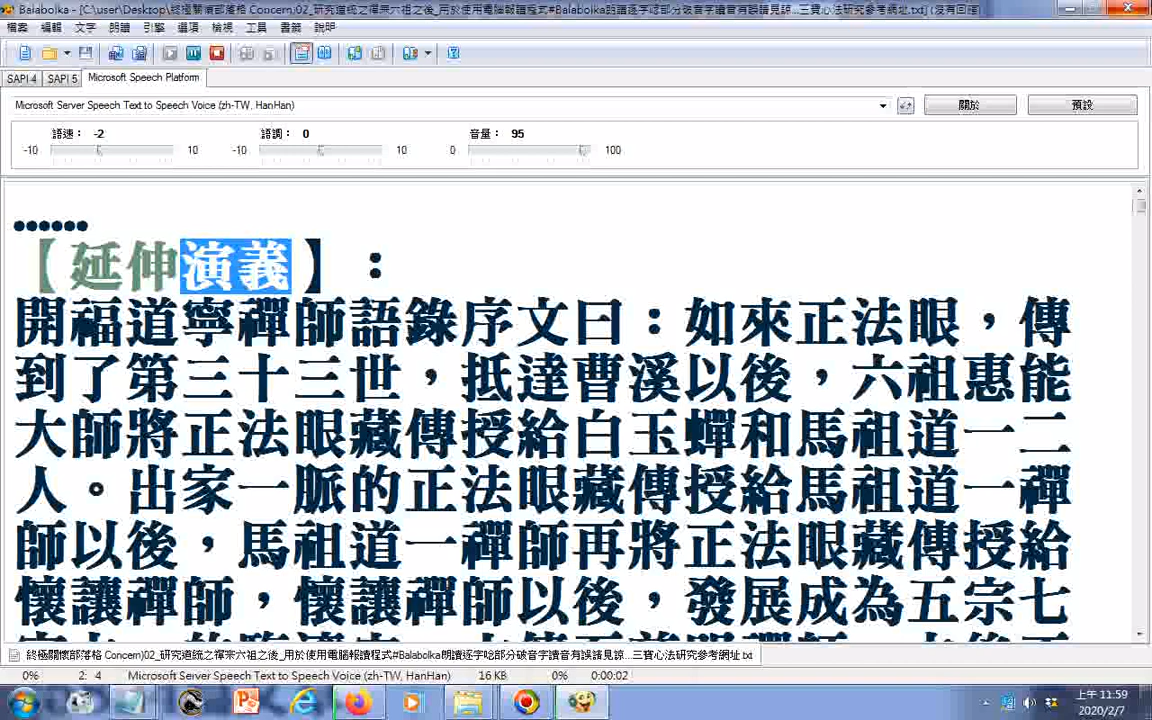 Balabolka - [C:\user\Desktop\終極關懷部落格 Concern:02_研究道統之禪宗六祖之後_用於使用電腦報讀程式#Balabolka朗讀逐字唸部分破音字讀音有誤請見諒...三寶心法研究參考網址.txt] (沒有回應
檔案 編輯 文字 朗讀 引擎 選項 檢視 工具 書籤 說明
SAPI 4 SAPI 5 Microsoft Speech Platform
Microsoft Server Speech Text to Speech Voice (zh-TW, HanHan) 關於 預設
語速： -2 語調： 0 音量： 95
-10 10 -10 10 0 100
••••••
【延伸演義】：
開福道寧禪師語錄序文曰：如來正法眼，傳
到了第三十三世，抵達曹溪以後，六祖惠能
大師將正法眼藏傳授給白玉蟬和馬祖道一二
人。出家一脈的正法眼藏傳授給馬祖道一禪
師以後，馬祖道一禪師再將正法眼藏傳授給
懷讓禪師，懷讓禪師以後，發展成為五宗七
終極關懷部落格 Concern)02_研究道統之禪宗六祖之後_用於使用電腦報讀程式#Balabolka朗讀逐字唸部分破音字讀音有誤請見諒...三寶心法研究參考網址.txt
0% 2: 4 Microsoft Server Speech Text to Speech Voice (zh-TW, HanHan) 16 KB 0% 0:00:02
上午 11:59
2020/2/7